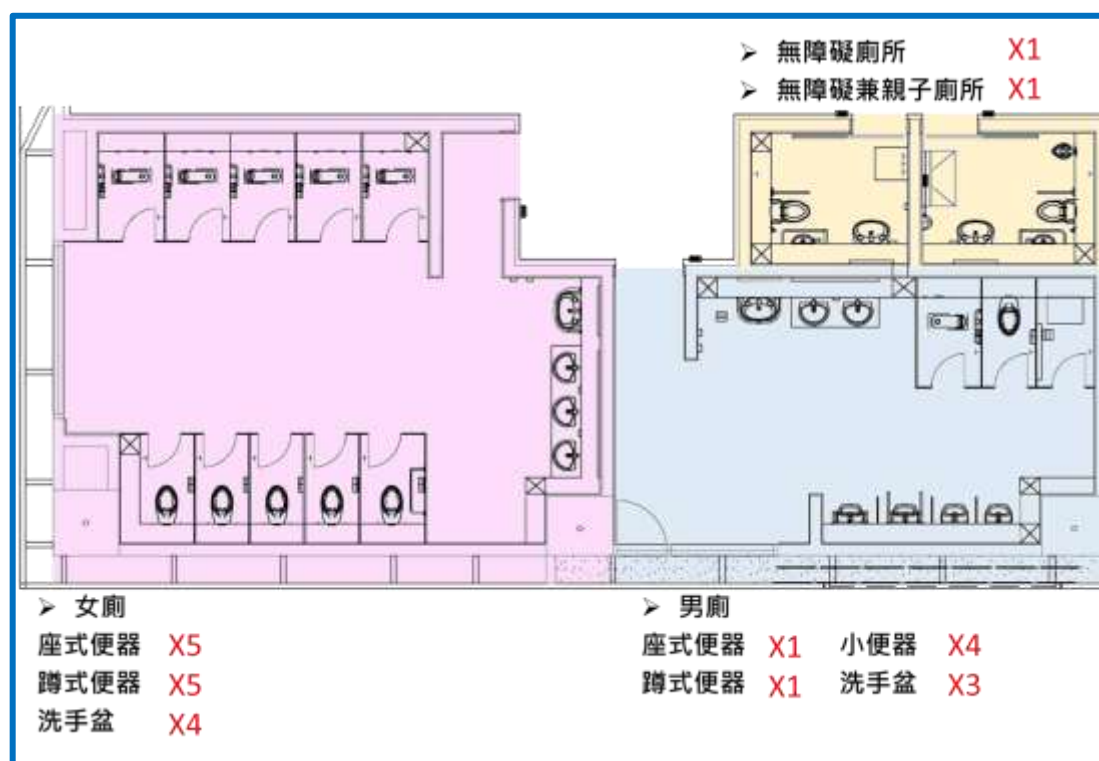 ➢ 無障礙廁所 X1
➢ 無障礙兼親子廁所 X1
➢ 女廁
座式便器 X5
蹲式便器 X5
洗手盆 X4
➢ 男廁
座式便器 X1 小便器 X4
蹲式便器 X1 洗手盆 X3